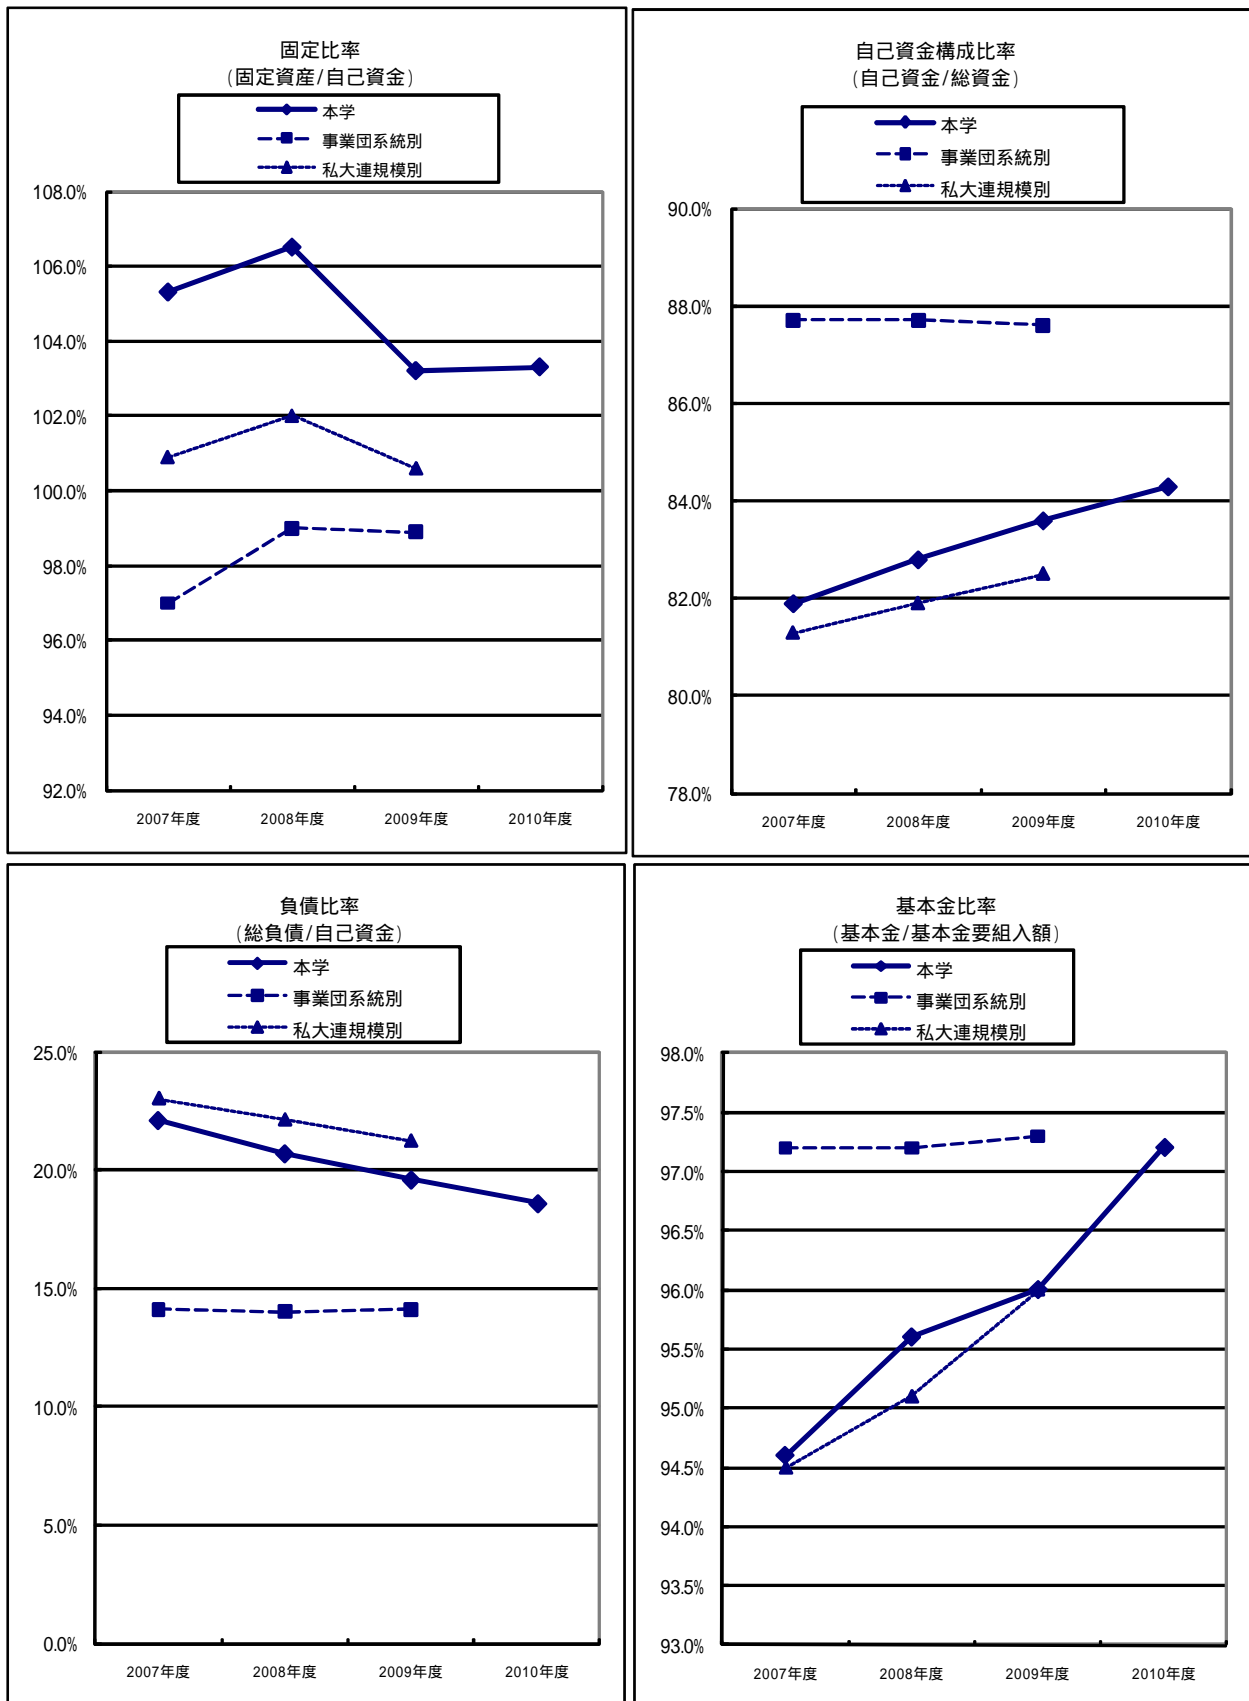 固定比率
(固定資産/自己資金)
本学
事業団系統別
私大連規模別
108.0%
106.0%
104.0%
102.0%
100.0%
98.0%
96.0%
94.0%
92.0%
2007年度 2008年度 2009年度 2010年度
自己資金構成比率
(自己資金/総資金)
本学
事業団系統別
私大連規模別
90.0%
88.0%
86.0%
84.0%
82.0%
80.0%
78.0%
2007年度 2008年度 2009年度 2010年度
負債比率
(総負債/自己資金)
本学
事業団系統別
私大連規模別
25.0%
20.0%
15.0%
10.0%
5.0%
0.0%
2007年度 2008年度 2009年度 2010年度
基本金比率
(基本金/基本金要組入額)
本学
事業団系統別
私大連規模別
98.0%
97.5%
97.0%
96.5%
96.0%
95.5%
95.0%
94.5%
94.0%
93.5%
93.0%
2007年度 2008年度 2009年度 2010年度